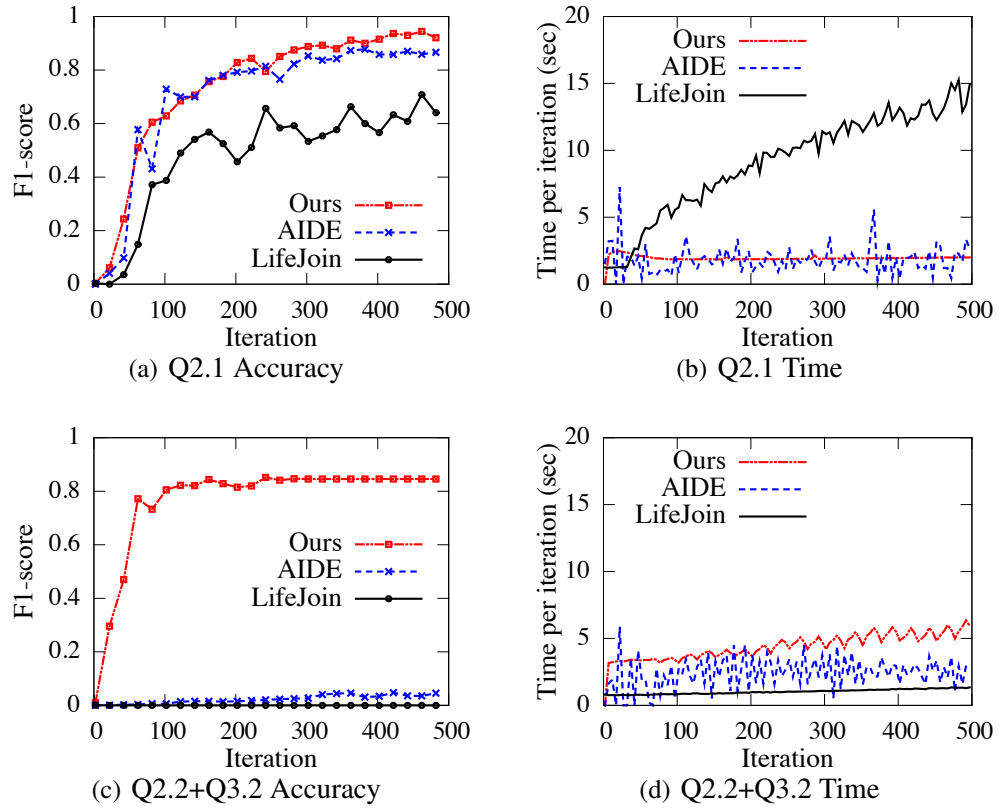 1
0.8
0.6
0.4
0.2
0
F1-score
Ours
AIDE
LifeJoin
0 100 200 300 400 500
Iteration
(a) Q2.1 Accuracy
20
15
10
5
0
Time per iteration (sec)
Ours
AIDE
LifeJoin
0 100 200 300 400 500
Iteration
(b) Q2.1 Time
1
0.8
0.6
0.4
0.2
0
F1-score
Ours
AIDE
LifeJoin
0 100 200 300 400 500
Iteration
(c) Q2.2+Q3.2 Accuracy
20
15
10
5
0
Time per iteration (sec)
Ours
AIDE
LifeJoin
0 100 200 300 400 500
Iteration
(d) Q2.2+Q3.2 Time